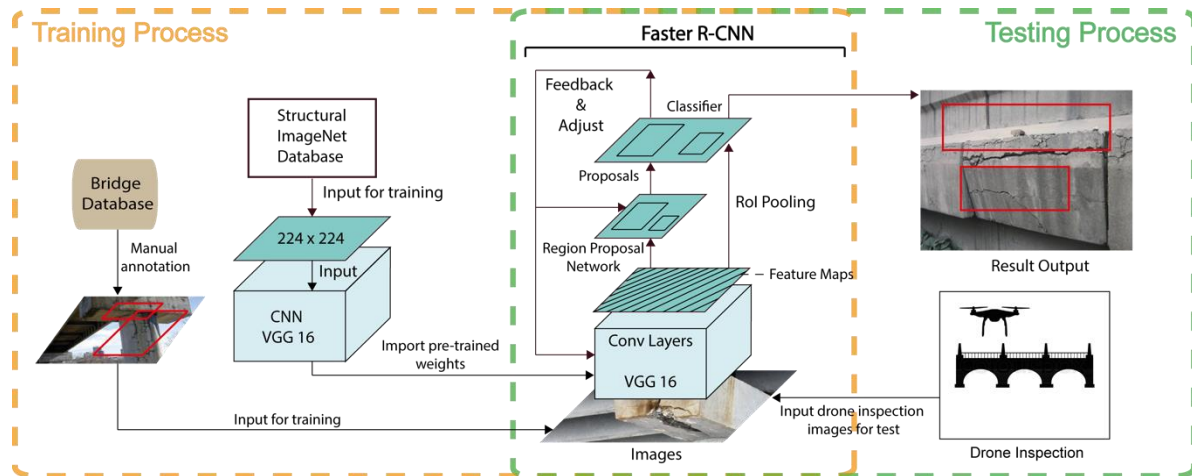 Training Process
Faster R-CNN
Testing Process
Structural
ImageNet
Database
Bridge
Database
Input for training
224 x 224
Manual
annotation
Input
CNN
VGG 16
Import pre-trained
weights
Input for training
Feedback
&
Adjust
Classifier
Proposals
RoI Pooling
Region Proposal
Network
Feature Maps
Conv Layers
VGG 16
Images
Result Output
Input drone inspection
images for test
Drone Inspection